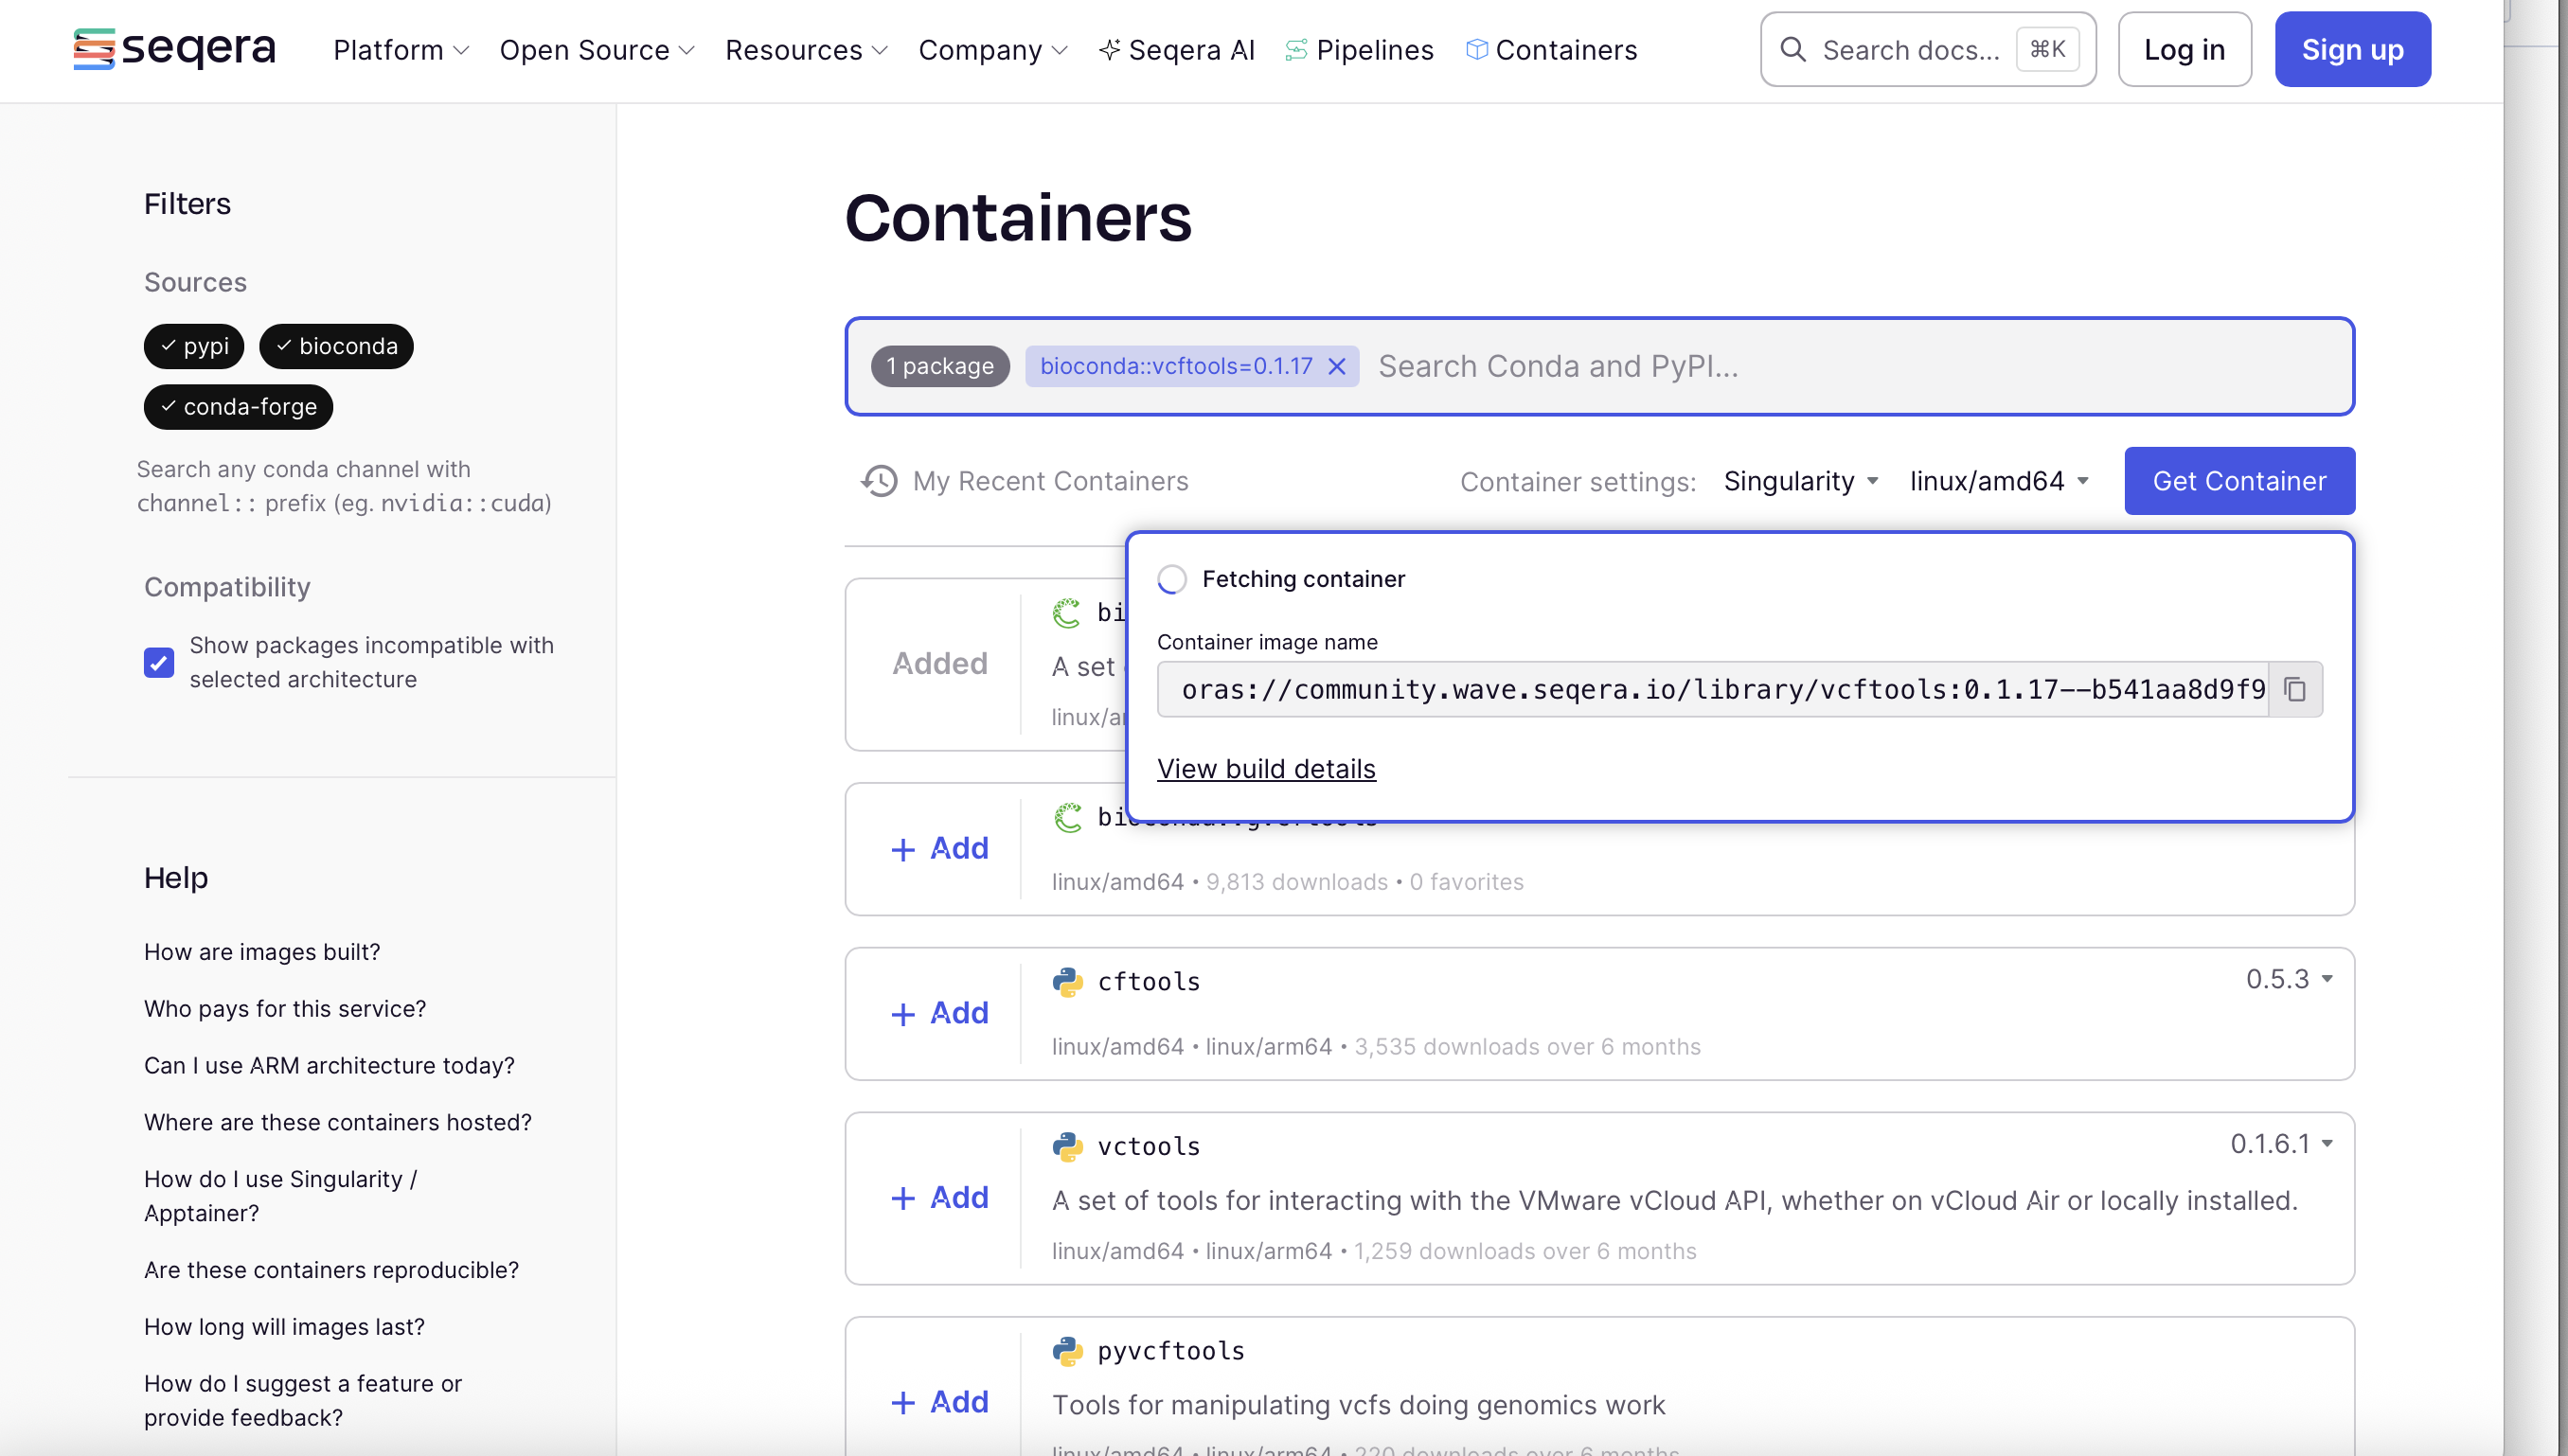 seqera
Platform
Open Source
Resources
Company
Seqera AI
Pipelines
Containers
Search docs...
⌘K
Log in
Sign up
Filters
Sources
pypi
bioconda
conda-forge
Search any conda channel with
channel:: prefix (eg. nvidia::cuda)
Compatibility
Show packages incompatible with
selected architecture
Help
How are images built?
Who pays for this service?
Can I use ARM architecture today?
Where are these containers hosted?
How do I use Singularity /
Apptainer?
Are these containers reproducible?
How long will images last?
How do I suggest a feature or
provide feedback?
Containers
1 package
bioconda::vcftools=0.1.17
Search Conda and PyPI...
My Recent Containers
Container settings:
Singularity
linux/amd64
Get Container
Fetching container
Container image name
oras://community.wave.seqera.io/library/vcftools:0.1.17--b541aa8d9f9
View build details
Added
A set
+ Add
linux/amd64 • 9,813 downloads • 0 favorites
+ Add
cftools
0.5.3
linux/amd64 • linux/arm64 • 3,535 downloads over 6 months
+ Add
vctools
0.1.6.1
A set of tools for interacting with the VMware vCloud API, whether on vCloud Air or locally installed.
linux/amd64 • linux/arm64 • 1,259 downloads over 6 months
+ Add
pyvcftools
Tools for manipulating vcfs doing genomics work
linux/amd64 • linux/arm64 • 220 downloads over 6 months